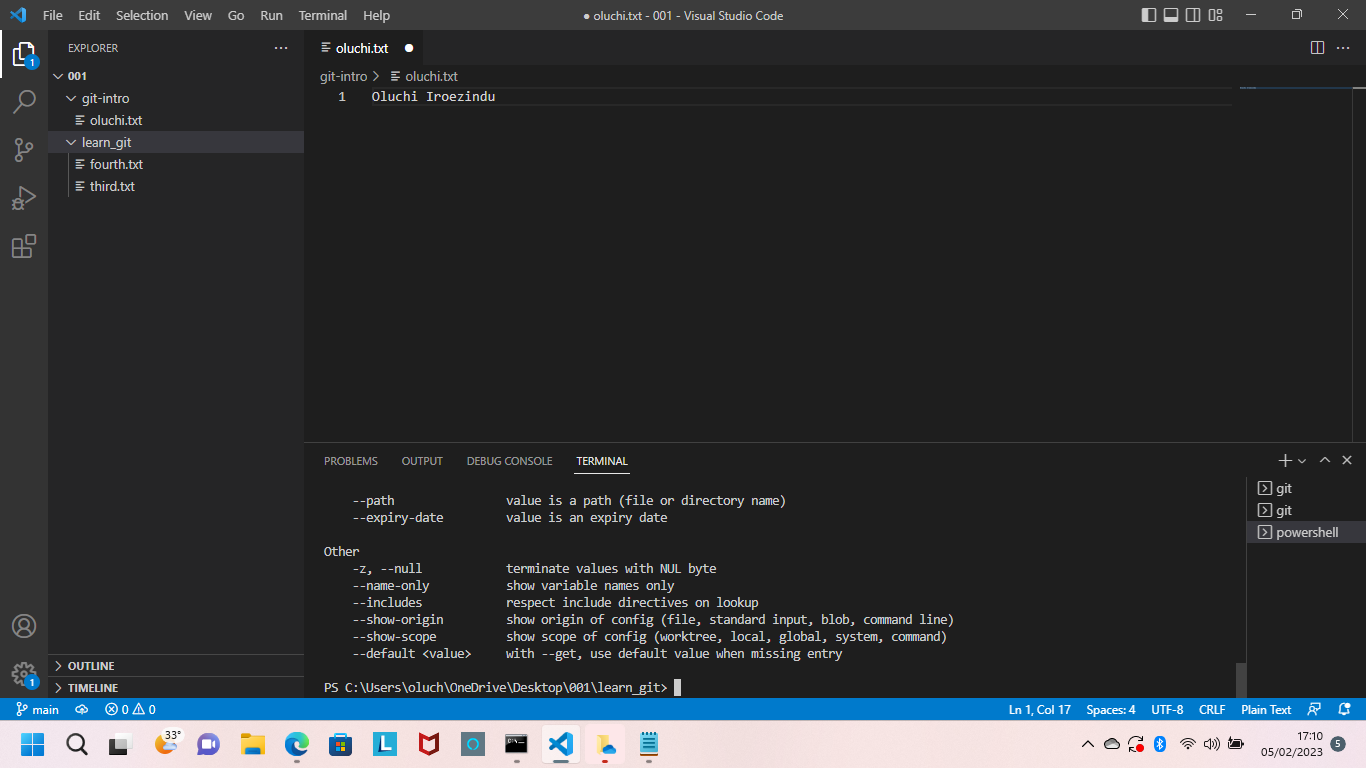 File Edit Selection View Go Run Terminal Help
● oluchi.txt - 001 - Visual Studio Code
EXPLORER
1
001
git-intro
oluchi.txt
learn_git
fourth.txt
third.txt
OUTLINE
TIMELINE
1
oluchi.txt
git-intro > oluchi.txt
1 Oluchi Iroezindu
PROBLEMS OUTPUT DEBUG CONSOLE TERMINAL
--path value is a path (file or directory name)
--expiry-date value is an expiry date
Other
-z, --null terminate values with NUL byte
--name-only show variable names only
--includes respect include directives on lookup
--show-origin show origin of config (file, standard input, blob, command line)
--show-scope show scope of config (worktree, local, global, system, command)
--default <value> with --get, use default value when missing entry
PS C:\Users\oluch\OneDrive\Desktop\001\learn_git>
git
git
powershell
main 0 0
Ln 1, Col 17 Spaces: 4 UTF-8 CRLF Plain Text
33°
L
17:10
05/02/2023
5